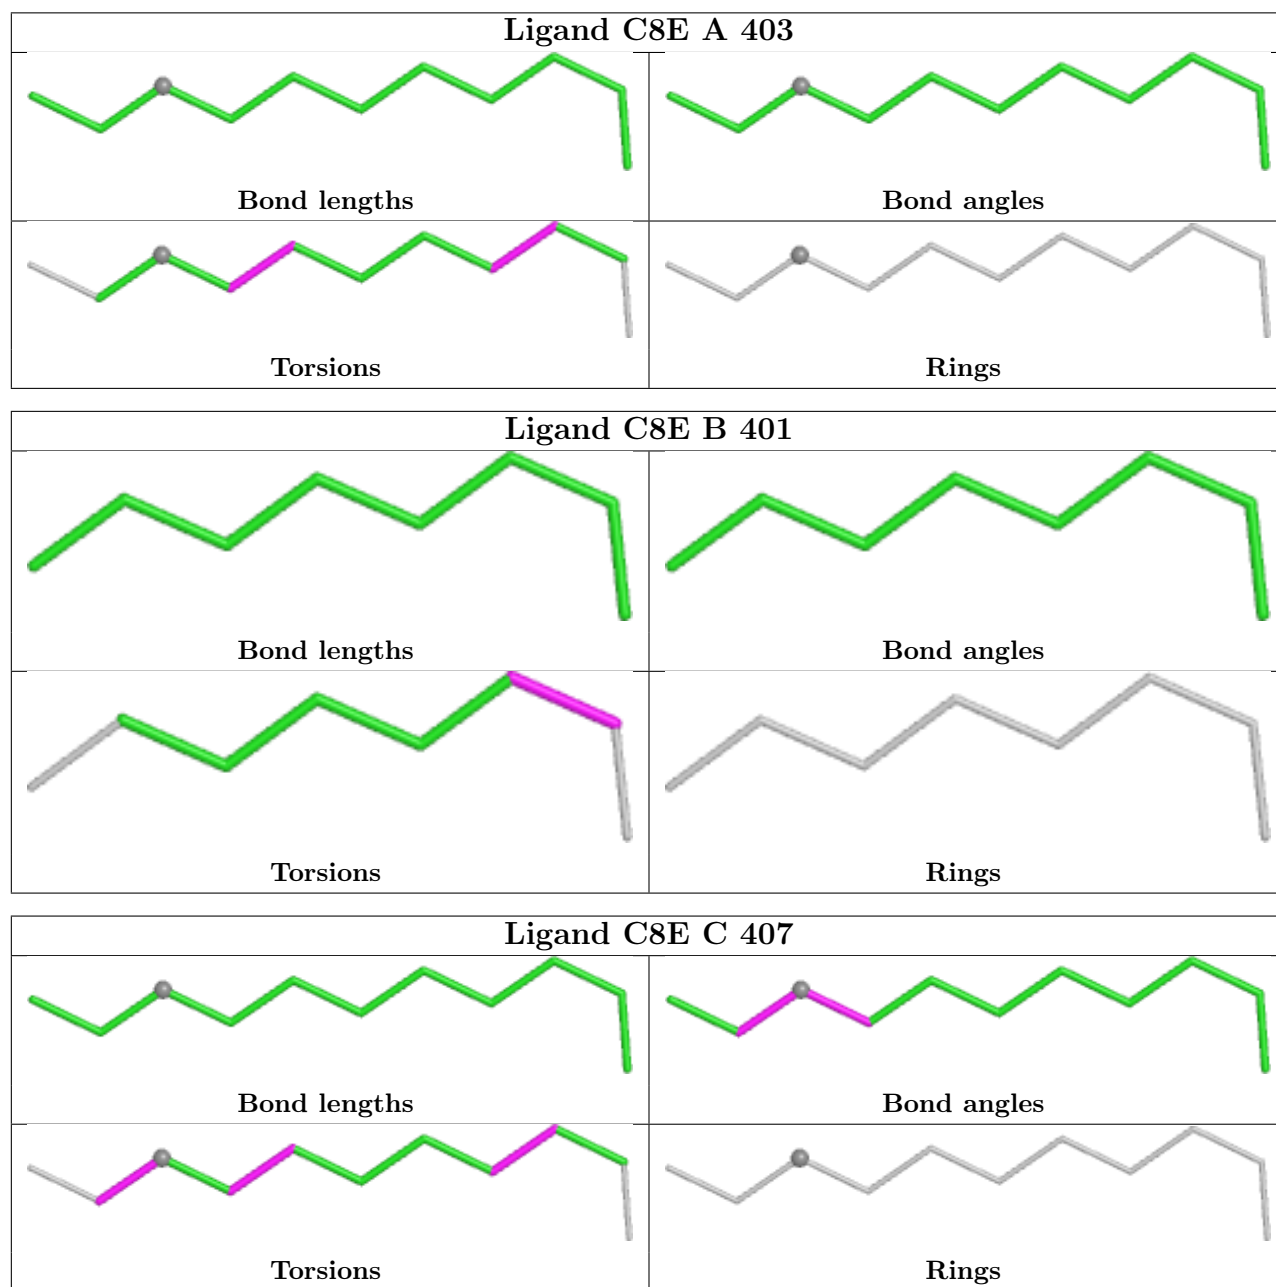 Ligand C8E A 403
Bond lengths
Bond angles
Torsions
Rings
Ligand C8E B 401
Bond lengths
Bond angles
Torsions
Rings
Ligand C8E C 407
Bond lengths
Bond angles
Torsions
Rings